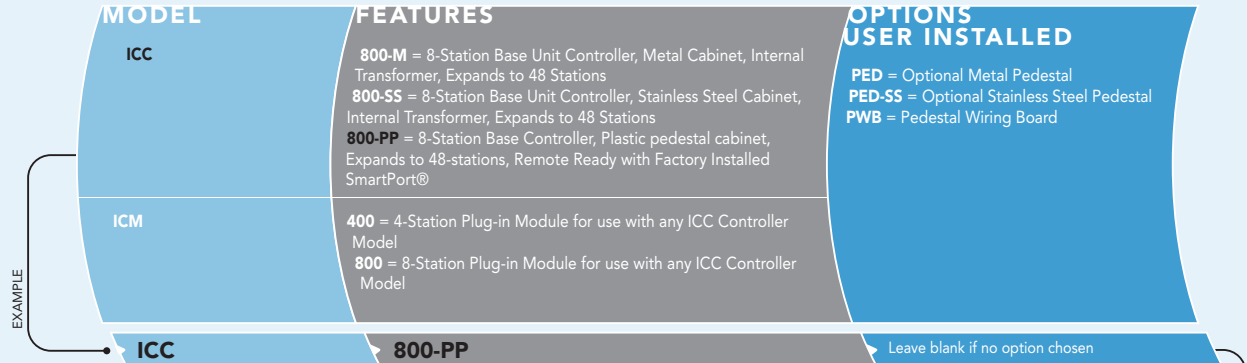 MODEL
FEATURES
OPTIONS
USER INSTALLED
ICC
800-M = 8-Station Base Unit Controller, Metal Cabinet, Internal
Transformer, Expands to 48 Stations
800-SS = 8-Station Base Unit Controller, Stainless Steel Cabinet,
Internal Transformer, Expands to 48 Stations
800-PP = 8-Station Base Controller, Plastic pedestal cabinet,
Expands to 48-stations, Remote Ready with Factory Installed
SmartPort®
PED = Optional Metal Pedestal
PED-SS = Optional Stainless Steel Pedestal
PWB = Pedestal Wiring Board
ICM
400 = 4-Station Plug-in Module for use with any ICC Controller
Model
800 = 8-Station Plug-in Module for use with any ICC Controller
Model
EXAMPLE
ICC
800-PP
Leave blank if no option chosen